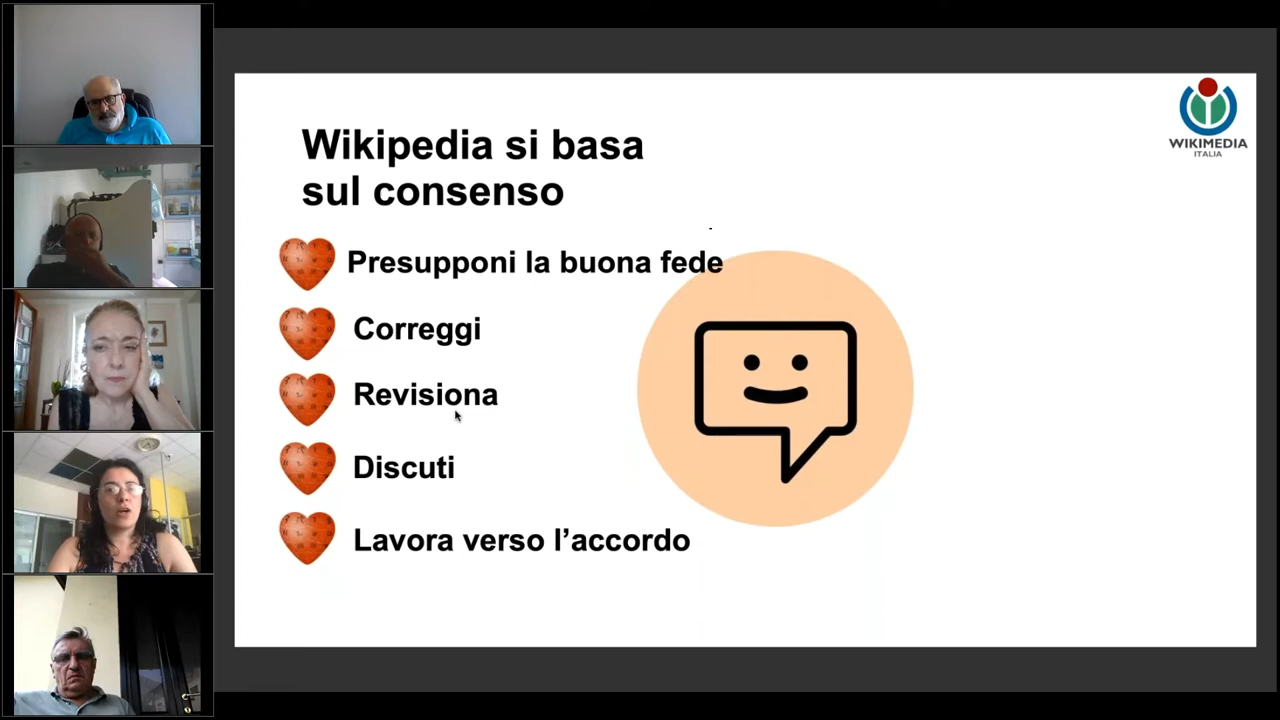 Wikipedia si basa
sul consenso
Presupponi la buona fede
Correggi
Revisiona
Discuti
Lavora verso l’accordo
WIKIMEDIA
ITALIA